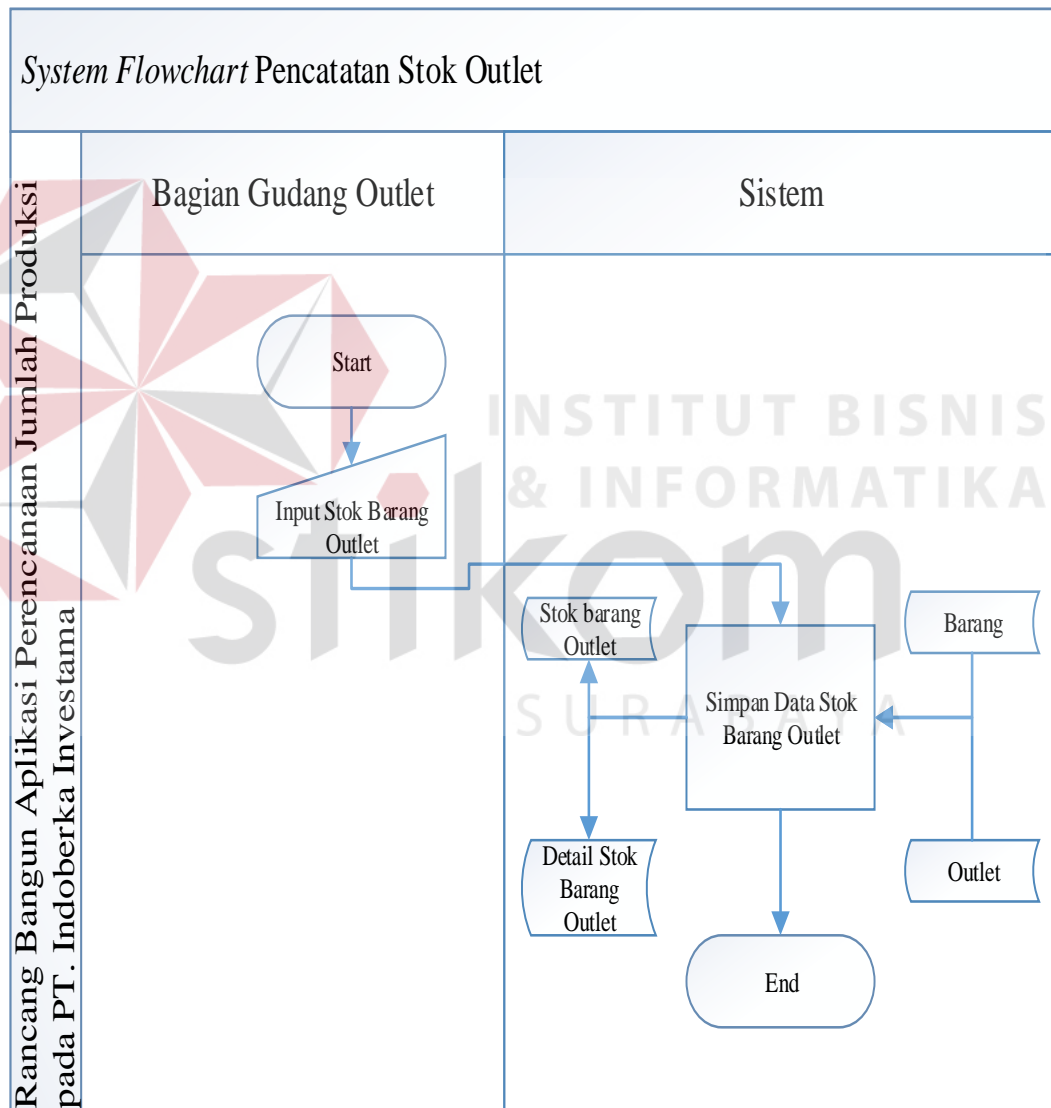 System Flowchart Pencatatan Stok Outlet
Rancang Bangun Aplikasi Perencanaan Jumlah Produksi
pada PT. Indoberka Investama
Bagian Gudang Outlet
Sistem
Start
Input Stok Barang
Outlet
Stok barang
Outlet
Simpan Data Stok
Barang Outlet
Barang
Detail Stok
Barang
Outlet
Outlet
End
INSTITUT BISNIS
& INFORMATIKA
stikom
SURABAYA